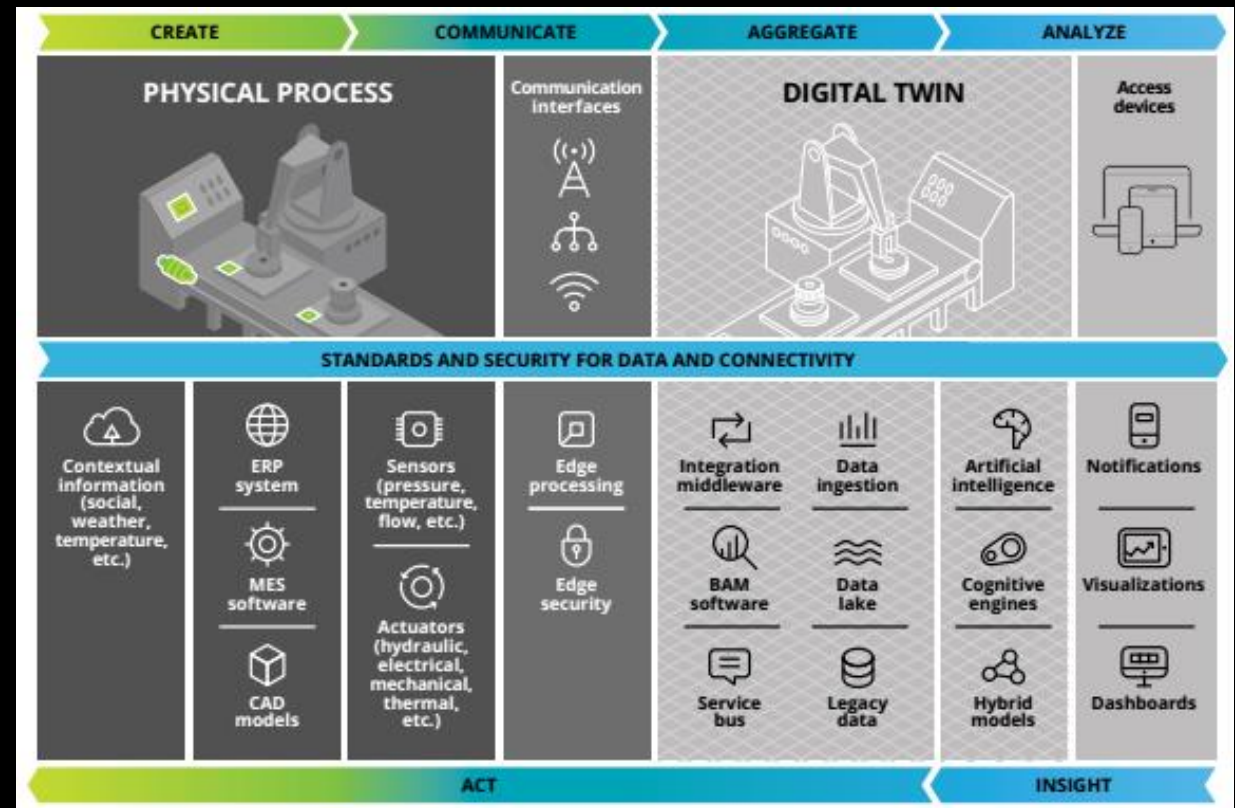 CREATE
COMMUNICATE
AGGREGATE
ANALYZE
PHYSICAL PROCESS
Communication
interfaces
DIGITAL TWIN
Access
devices
STANDARDS AND SECURITY FOR DATA AND CONNECTIVITY
Contextual
information
(social,
weather,
temperature,
etc.)
ERP
system
MES
software
CAD
models
Sensors
(pressure,
temperature,
flow, etc.)
Actuators
(hydraulic,
electrical,
mechanical,
thermal,
etc.)
Edge
processing
Edge
security
Integration
middleware
BAM
software
Service
bus
Data
ingestion
Data
lake
Legacy
data
Artificial
intelligence
Cognitive
engines
Hybrid
models
Notifications
Visualizations
Dashboards
ACT
INSIGHT